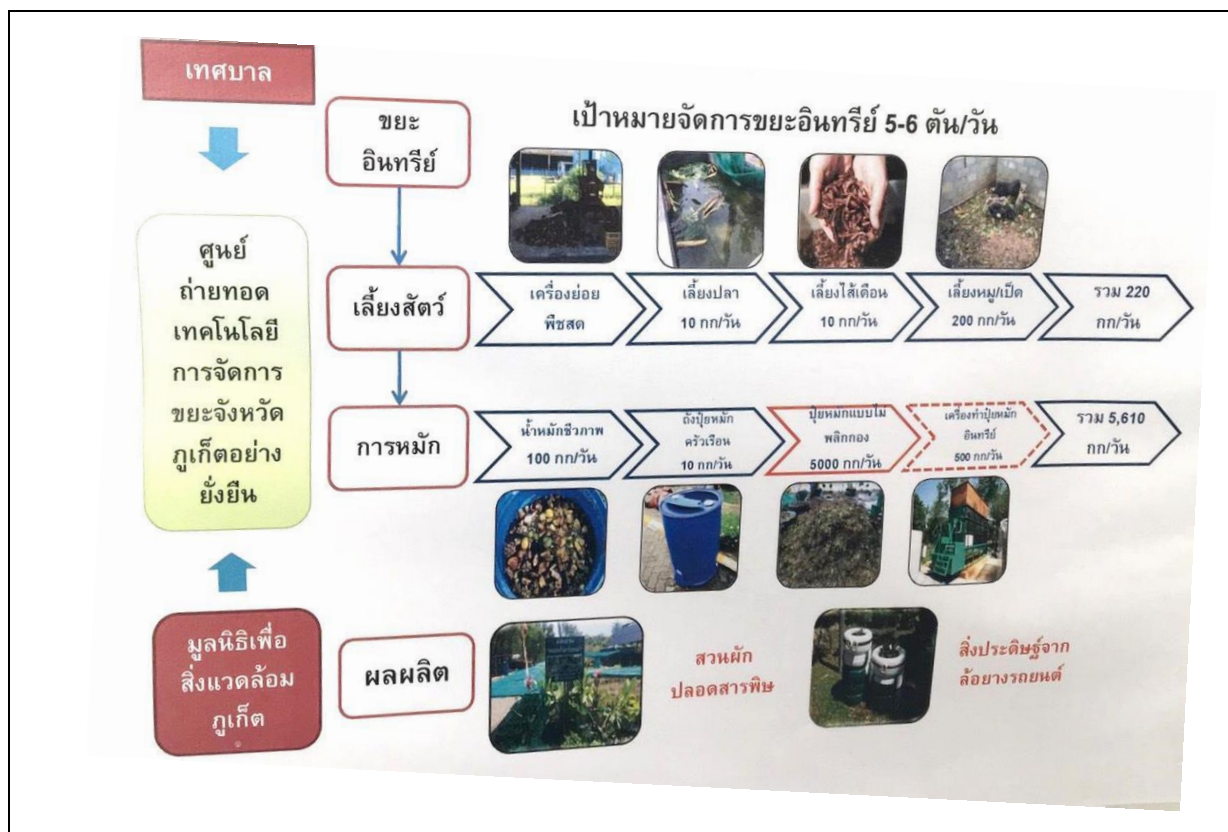 เทศบาล
ศูนย์
ถ่ายทอด
เทคโนโลยี
การจัดการ
ขยะจังหวัด
ภูเก็ตอย่าง
ยั่งยืน
มูลนิธิเพื่อ
สิ่งแวดล้อม
ภูเก็ต
เป้าหมายจัดการขยะอินทรีย์ 5-6 ตัน/วัน
ขยะ
อินทรีย์
เลี้ยงสัตว์
เครื่องย่อย
พืชสด
เลี้ยงปลา
10 กก/วัน
เลี้ยงไส้เดือน
10 กก/วัน
เลี้ยงหมู/เป็ด
200 กก/วัน
รวม 220
กก/วัน
การหมัก
น้ำหมักชีวภาพ
100 กก/วัน
ถังปุ๋ยหมัก
ครัวเรือน
10 กก/วัน
ปุ๋ยหมักแบบไม่
พลิกกอง
5000 กก/วัน
เครื่องทำปุ๋ยหมัก
อินทรีย์
500 กก/วัน
รวม 5,610
กก/วัน
ผลผลิต
สวนผัก
ปลอดสารพิษ
สิ่งประดิษฐ์จาก
ล้อยางรถยนต์